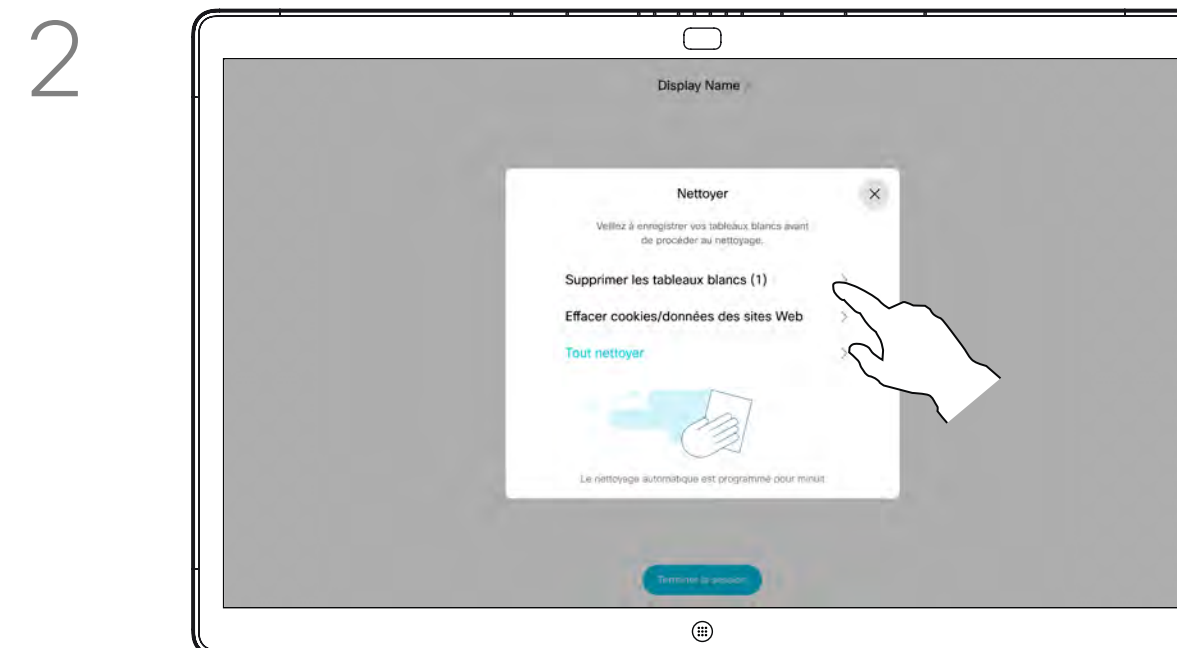 2
Display Name
Nettoyer
Veillez à enregistrer vos tableaux blancs avant
de procéder au nettoyage.
Supprimer les tableaux blancs (1)
Effacer cookies/données des sites Web
Tout nettoyer
Le nettoyage automatique est programmé pour minuit
Terminer la session